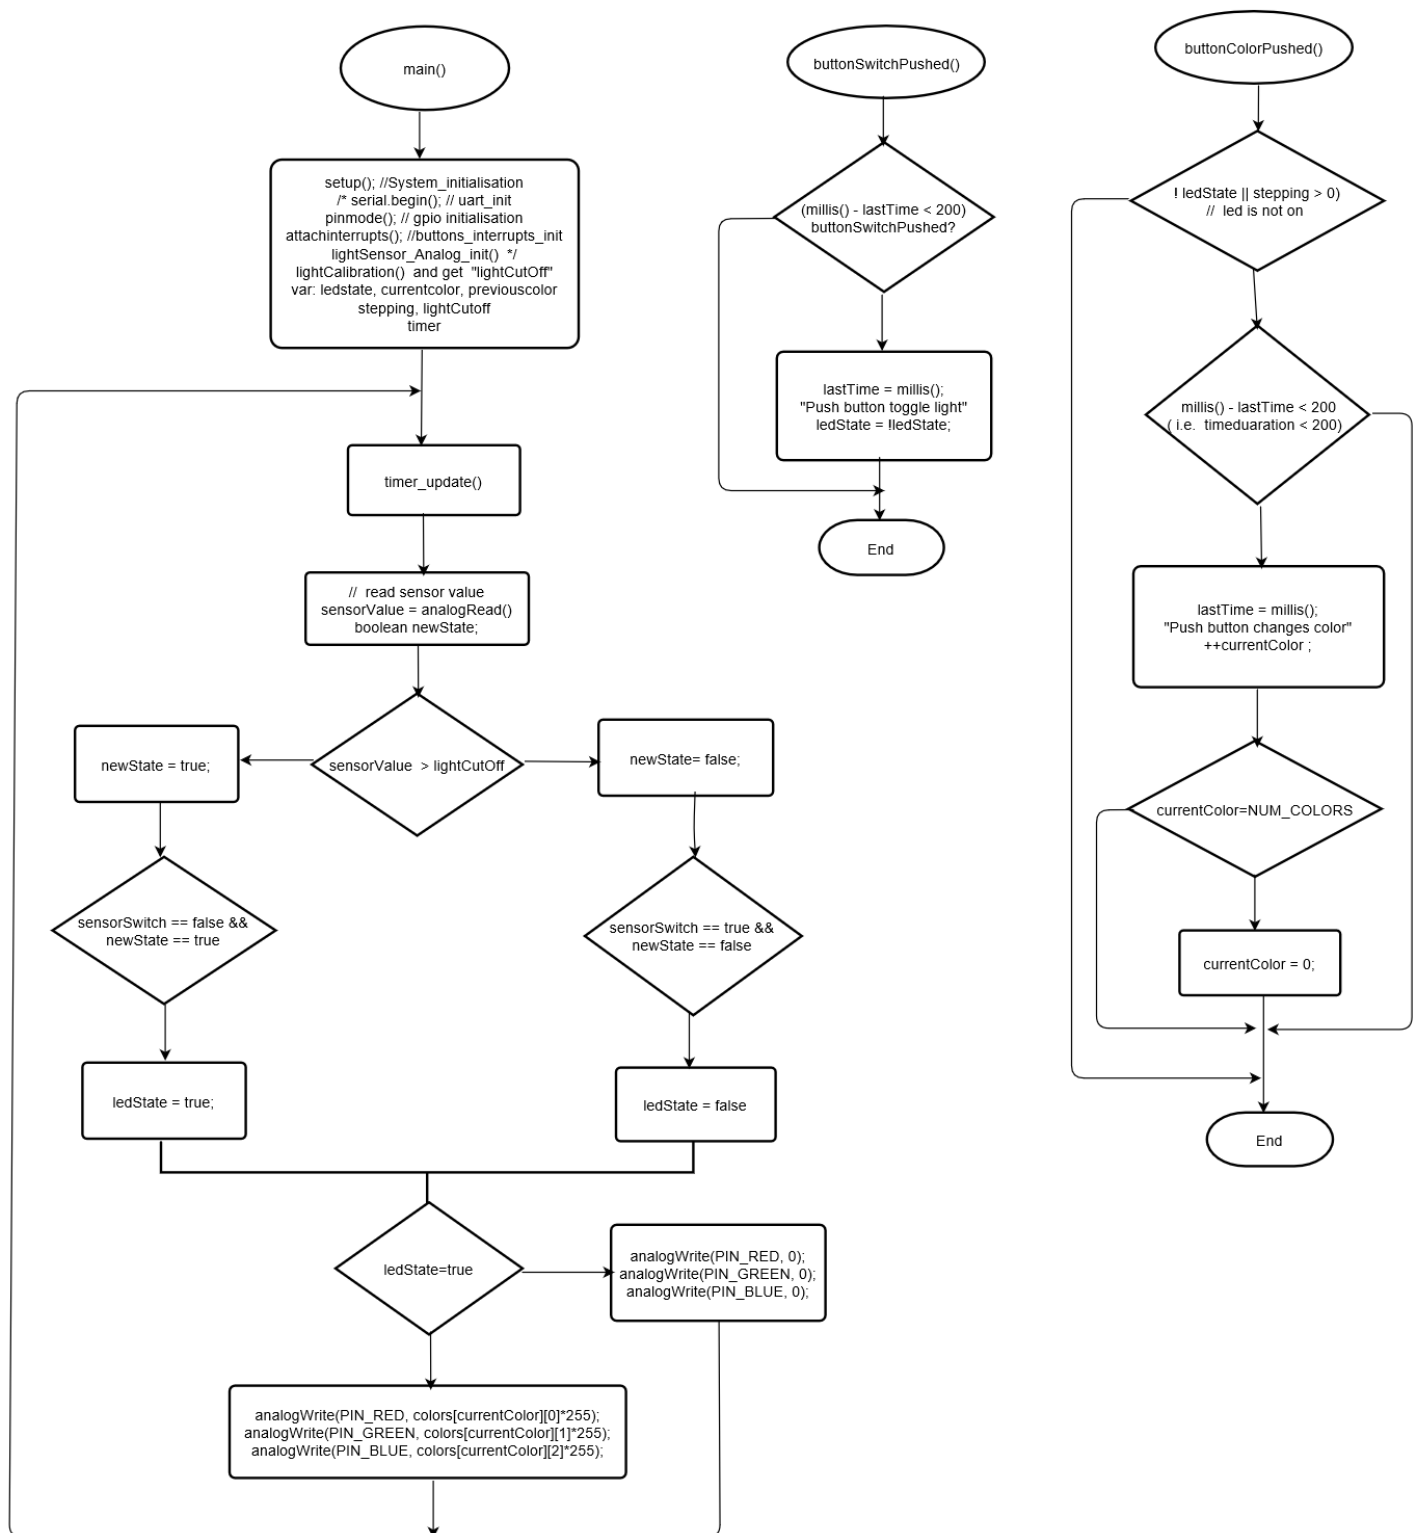 main()
setup(); //System_initialisation
/* serial.begin(); // uart_init
pinmode(); // gpio initialisation
attachinterrupts(); //buttons_interrupts_init
lightSensor_Analog_init()  */
lightCalibration()  and get  "lightCutOff"
var: ledstate, currentcolor, previouscolor
stepping, lightCutoff
timer
timer_update()
//  read sensor value
sensorValue = analogRead()
boolean newState;
sensorValue  > lightCutOff
newState = true;
newState= false;
sensorSwitch == false &&
newState == true
sensorSwitch == true &&
newState == false
ledState = true;
ledState = false
ledState=true
analogWrite(PIN_RED, 0);
analogWrite(PIN_GREEN, 0);
analogWrite(PIN_BLUE, 0);
analogWrite(PIN_RED, colors[currentColor][0]*255);
analogWrite(PIN_GREEN, colors[currentColor][1]*255);
analogWrite(PIN_BLUE, colors[currentColor][2]*255);
buttonSwitchPushed()
(millis() - lastTime < 200)
buttonSwitchPushed?
lastTime = millis();
"Push button toggle light"
ledState = !ledState;
End
buttonColorPushed()
! ledState || stepping > 0)
//  led is not on
millis() - lastTime < 200
( i.e.  timeduaration < 200)
lastTime = millis();
"Push button changes color"
++currentColor ;
currentColor=NUM_COLORS
currentColor = 0;
End